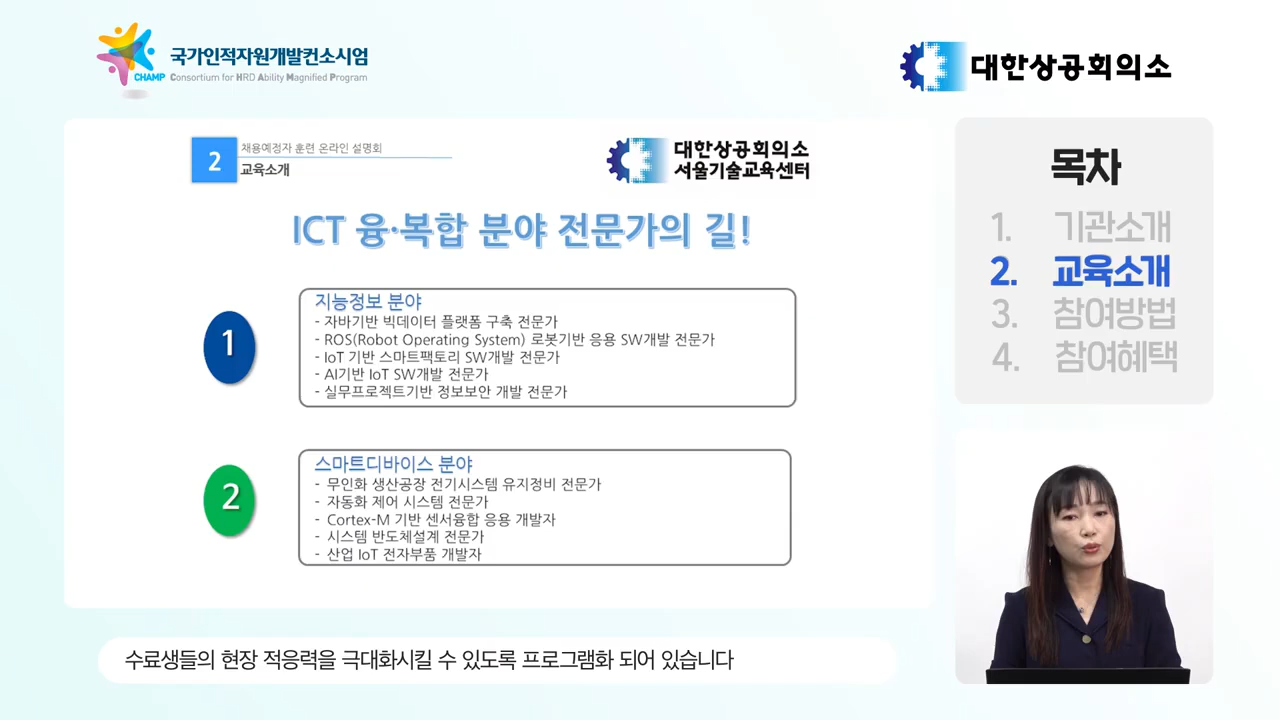 국가인적자원개발컨소시엄
CHAMP
Consortium for HRD Ability Magnified Program
대한상공회의소
2
채용예정자 훈련 온라인 설명회
교육소개
대한상공회의소
서울기술교육센터
ICT 융·복합 분야 전문가의 길!
1
지능정보 분야
- 자바기반 빅데이터 플랫폼 구축 전문가
- ROS(Robot Operating System) 로봇기반 응용 SW개발 전문가
- IoT 기반 스마트팩토리 SW개발 전문가
- AI기반 IoT SW개발 전문가
- 실무프로젝트기반 정보보안 개발 전문가
2
스마트디바이스 분야
- 무인화 생산공장 전기시스템 유지정비 전문가
- 자동화 제어 시스템 전문가
- Cortex-M 기반 센서융합 응용 개발자
- 시스템 반도체설계 전문가
- 산업 IoT 전자부품 개발자
목차
1. 기관소개
2. 교육소개
3. 참여방법
4. 참여혜택
수료생들의 현장 적응력을 극대화시킬 수 있도록 프로그램화 되어 있습니다